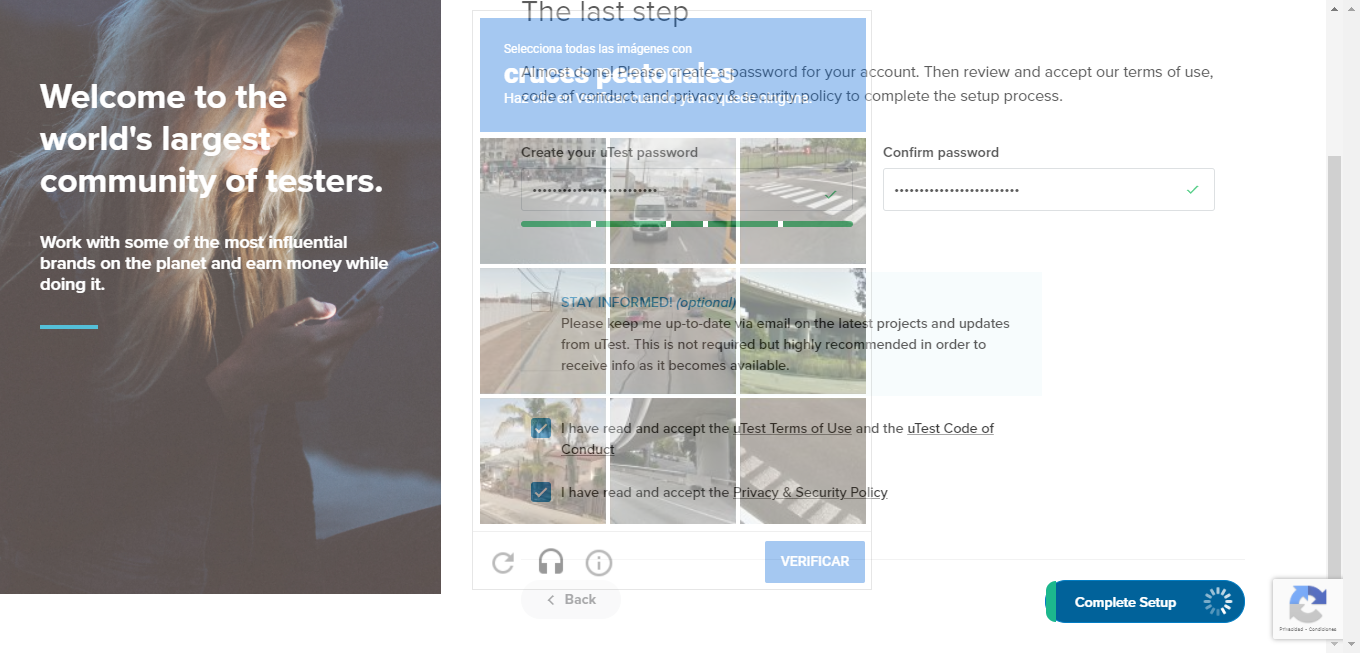 Welcome to the
world's largest
community of testers.
Work with some of the most influential
brands on the planet and earn money while
doing it.
The last step
Selecciona todas las imágenes con
cruces peatonales
Almost done! Please create a password for your account. Then review and accept our terms of use,
code of conduct, and privacy & security policy to complete the setup process.
Haz clic en Verificar cuando ya no quede ninguna.
Create your uTest password
Confirm password
STAY INFORMED! (optional)
Please keep me up-to-date via email on the latest projects and updates
from uTest. This is not required but highly recommended in order to
receive info as it becomes available.
I have read and accept the uTest Terms of Use and the uTest Code of
Conduct
I have read and accept the Privacy & Security Policy
VERIFICAR
Back
Complete Setup
Privacidad - Condiciones